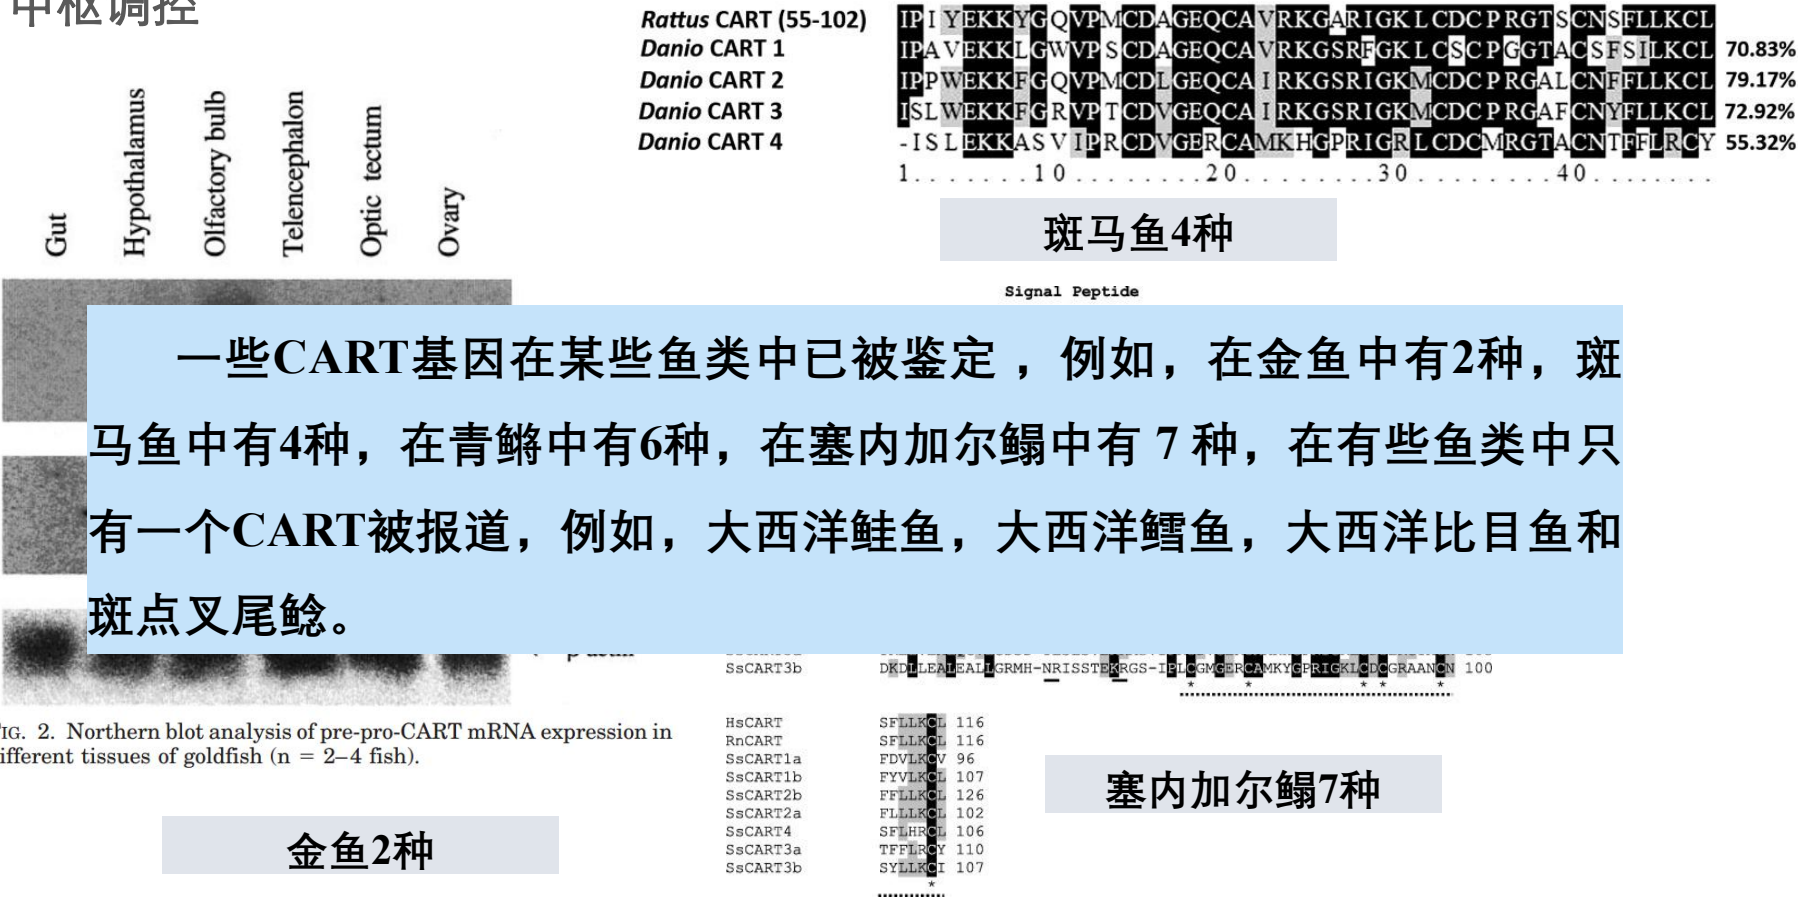 中枢调控
Rattus CART (55-102) IPIYEKKYGQVPMCDAGEQCAVRKGARIGKLCDCPRGTSCNSFLLKCL
Danio CART 1 IPAVEKKLGWVPSCDAGEQCAVRKGSRFGKLCSCPGGTACSFSILKCL 70.83%
Danio CART 2 IPPWEKKFGQVPMCDLGEQCAIRKGSRIGKMCDCPRGALCNFFLLKCL 79.17%
Danio CART 3 ISLWEKKFGRVPTCDVGEQCAIRKGSRIGKMCDCPRGAFCNYFLLKCL 72.92%
Danio CART 4 -ISLEKKASVIPRCDVGERCAMKHGPRIGRLCDCMRGTACNTFFLRCY 55.32%
1. . . . . . . . 10 . . . . . . . . . 20 . . . . . . . . . 30 . . . . . . . . . 40 . . . . . . . .
斑马鱼4种
Gut
Hypothalamus
Olfactory bulb
Telencephalon
Optic tectum
Ovary
Signal Peptide
一些CART基因在某些鱼类中已被鉴定，例如，在金鱼中有2种，斑
马鱼中有4种，在青鳉中有6种，在塞内加尔鳎中有 7 种，在有些鱼类中只
有一个CART被报道，例如，大西洋鲑鱼，大西洋鳕鱼，大西洋比目鱼和
斑点叉尾鲶。
SsCART3b DKDLLEALEALLGRMH-NRISSTEKRGS-IPLCGMGERCAMKYGPRIGKLCDCGRAANCN 100
* * * * *
HsCART SFLLKCL 116
RnCART SFLLKCL 116
SsCART1a FDVLKCV 96
SsCART1b FYVLKCL 107
SsCART2b FFLLKCL 126
SsCART2a FLLLKCL 102
SsCART4 SFLHRCL 106
SsCART3a TFFLRCY 110
SsCART3b SYLLKCI 107
*
塞内加尔鳎7种
IG. 2. Northern blot analysis of pre-pro-CART mRNA expression in
ifferent tissues of goldfish (n = 2–4 fish).
金鱼2种